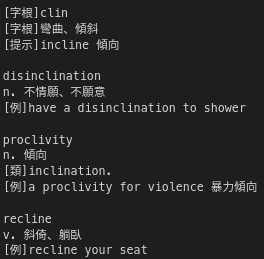 [字根]clin
[字根]彎曲、傾斜
[提示]incline 傾向
disinclination
n. 不情願、不願意
[例]have a disinclination to shower
proclivity
n. 傾向
[類]inclination.
[例]a proclivity for violence 暴力傾向
recline
v. 斜倚、躺臥
[例]recline your seat